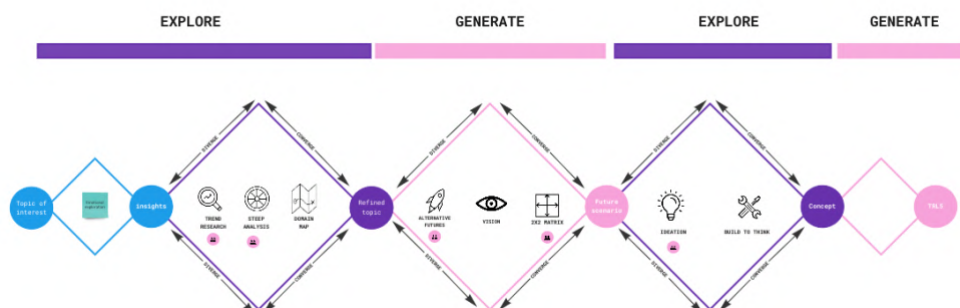 EXPLORE
GENERATE
EXPLORE
GENERATE
DIVERGE
CONVERGE
DIVERGE
CONVERGE
DIVERGE
CONVERGE
Topic of
interest
insights
TREND
RESEARCH
STEEP
ANALYSIS
DOMAIN
MAP
Refined
topic
ALTERNATIVE
FUTURES
VISION
2X2 MATRIX
Future
scenario
IDEATION
BUILD TO THINK
Concept
DIVERGE
CONVERGE
DIVERGE
CONVERGE
DIVERGE
CONVERGE